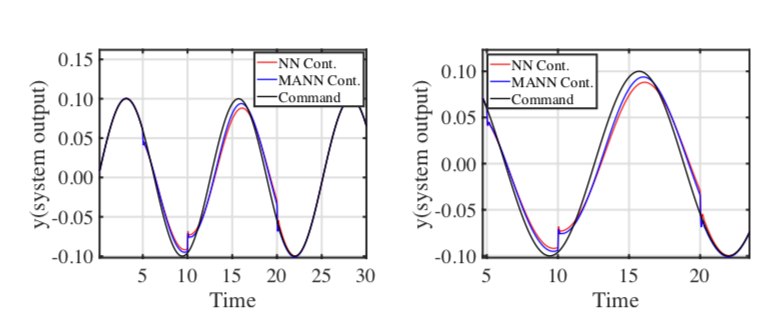 0.15
0.10
0.05
0.00
-0.05
-0.10
y(system output)
NN Cont.
MANN Cont.
Command
5 10 15 20 25 30
Time
0.10
0.05
0.00
-0.05
-0.10
y(system output)
NN Cont.
MANN Cont.
Command
5 10 15 20
Time